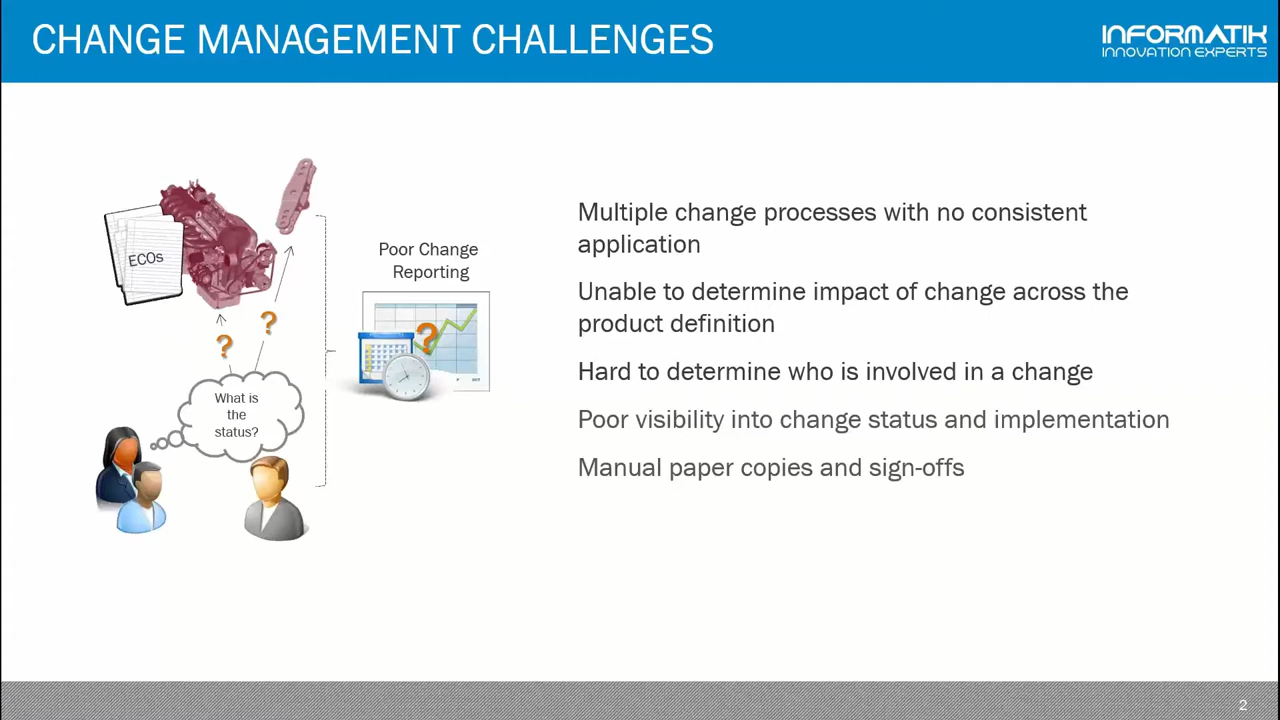 CHANGE MANAGEMENT CHALLENGES
INFORMATIK
INNOVATION EXPERTS
ECOs
?
?
What is
the
status?
Poor Change
Reporting
?
Multiple change processes with no consistent
application
Unable to determine impact of change across the
product definition
Hard to determine who is involved in a change
Poor visibility into change status and implementation
Manual paper copies and sign-offs
2